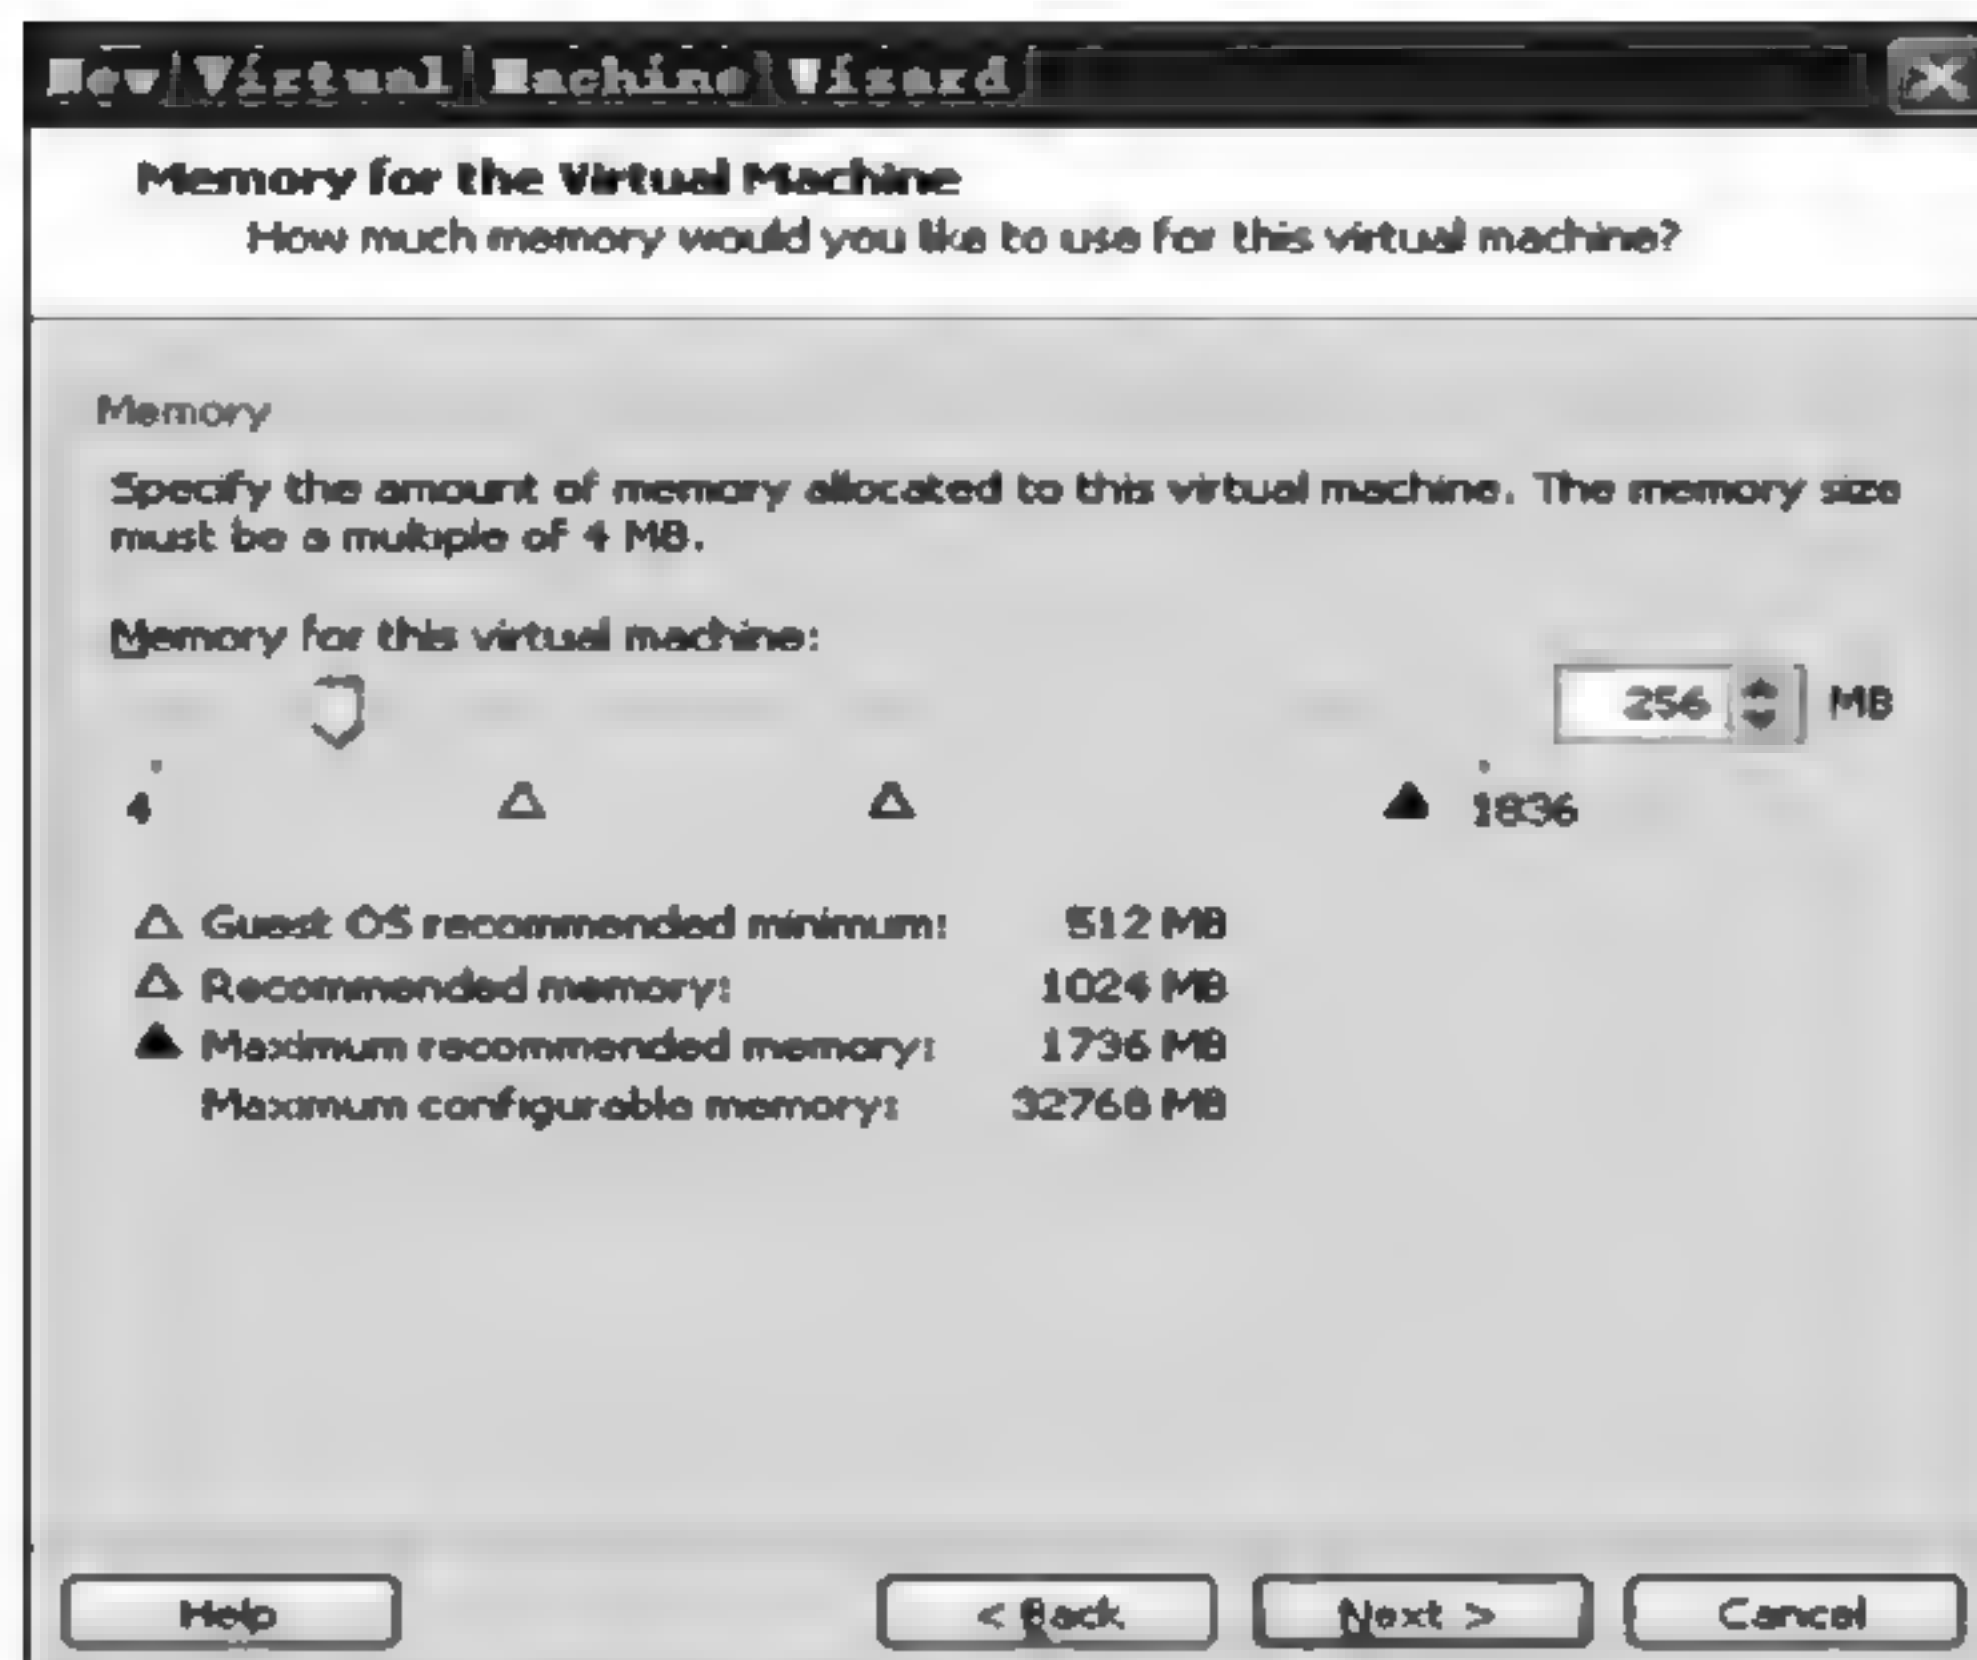 New Virtual Machine Wizard
Memory for the Virtual Machine
How much memory would you like to use for this virtual machine?
Memory
Specify the amount of memory allocated to this virtual machine. The memory size
must be a multiple of 4 MB.
Memory for this virtual machine:
256 MB
4 1836
Guest OS recommended minimum: 512 MB
Recommended memory: 1024 MB
Maximum recommended memory: 1736 MB
Maximum configurable memory: 32768 MB
Help < Back Next > Cancel